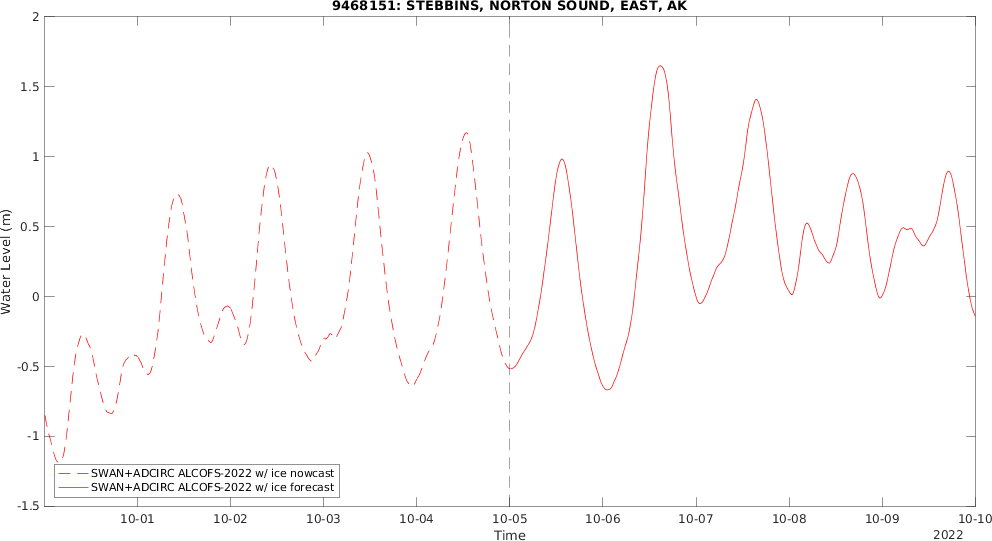 9468151: STEBBINS, NORTON SOUND, EAST, AK
Water Level (m)
2
1.5
1
0.5
0
-0.5
-1
-1.5
SWAN+ADCIRC ALCOFS-2022 w/ ice nowcast
SWAN+ADCIRC ALCOFS-2022 w/ ice forecast
10-01 10-02 10-03 10-04 10-05 10-06 10-07 10-08 10-09 10-10
Time
2022